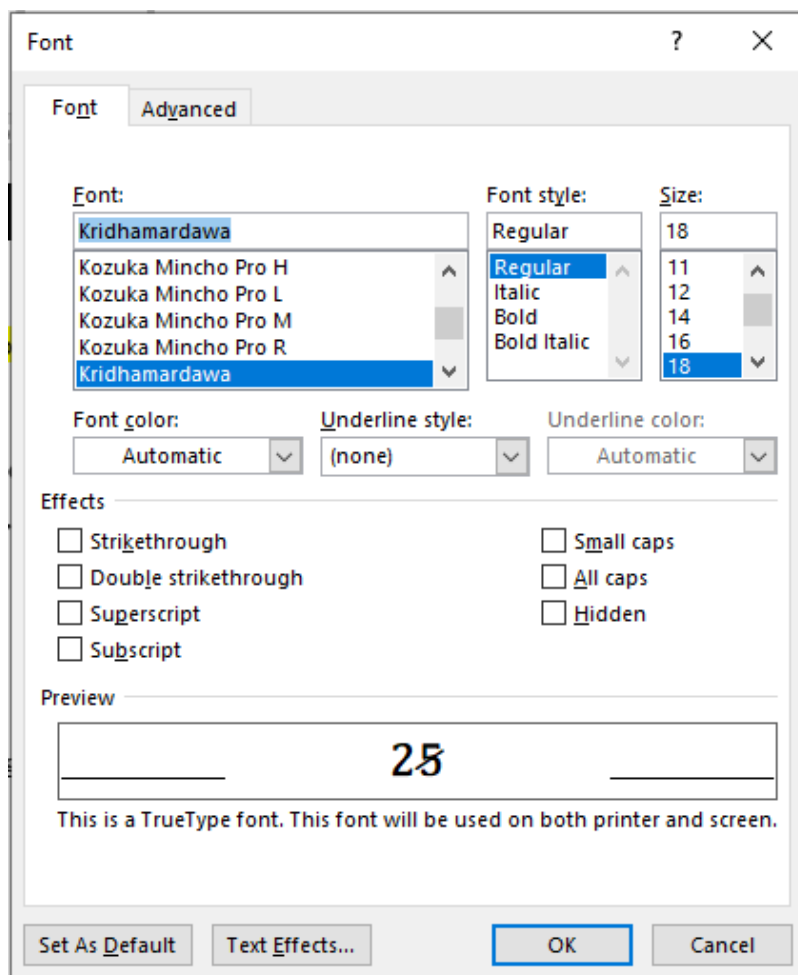 Font ? X
Font Advanced
Font: Font style: Size:
Kridhamardawa Regular 18
Kozuka Mincho Pro H Regular 11
Kozuka Mincho Pro L Italic 12
Kozuka Mincho Pro M Bold 14
Kozuka Mincho Pro R Bold Italic 16
Kridhamardawa 18
Font color: Underline style: Underline color:
Automatic (none) Automatic
Effects
Strikethrough Small caps
Double strikethrough All caps
Superscript Hidden
Subscript
Preview
This is a TrueType font. This font will be used on both printer and screen.
Set As Default Text Effects... OK Cancel